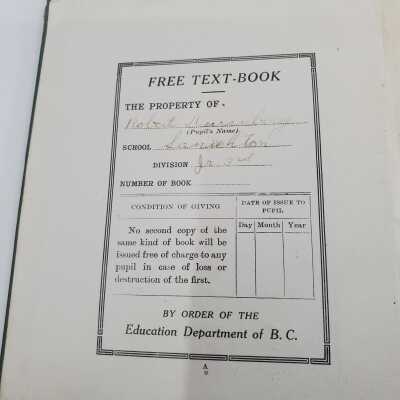 FREE TEXT-BOOK
THE PROPERTY OF.
Robert
(Pupil's Name)
SCHOOL Sanichton
DIVISION Jr. 3rd
NUMBER OF BOOK
CONDITION OF GIVING
DATE OF ISSUE TO PUPIL
Day Month Year
No second copy of the
same kind of book will be
issued free of charge to any
pupil in case of loss or
destruction of the first.
BY ORDER OF THE
Education Department of B. C.
A